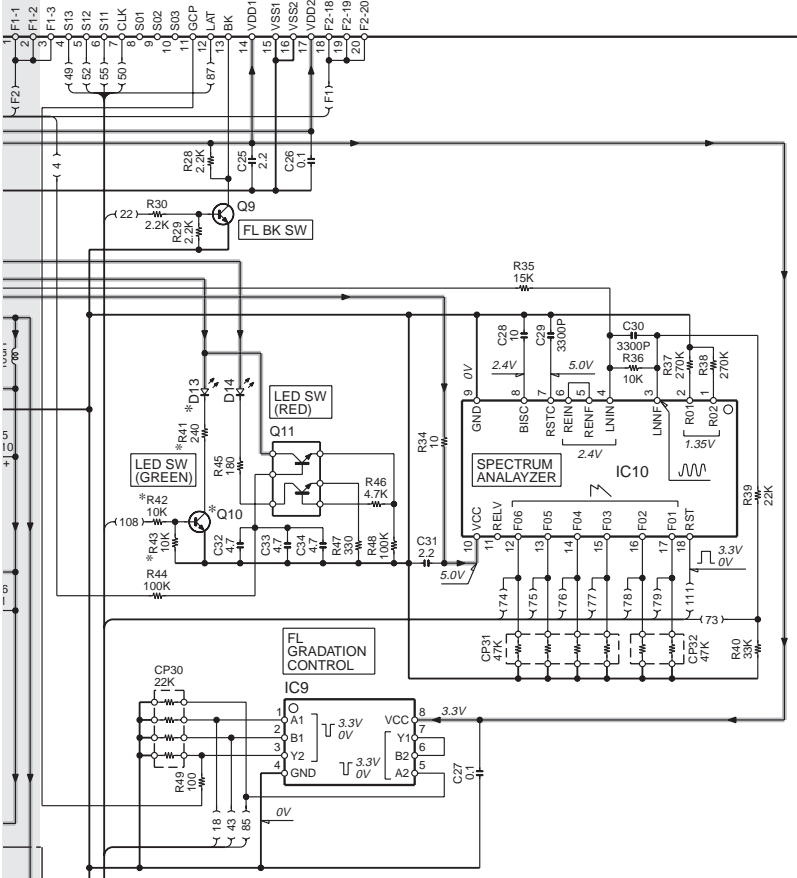 F1-1
F1-2
F1-3
S13
S12
S11
CLK
S01
S02
S03
GCP
LAT
BK
VDD1
VSS1
VSS2
VDD2
F2-18
F2-19
F2-20
1
2
3
4
5
6
7
8
9
10
11
12
13
14
15
16
17
18
19
20
F2
49
52
55
50
87
F1
4
R28
2.2K
C25
2.2
C26
0.1
22
R30
2.2K
R29
2.2K
Q9
FL BK SW
R35
15K
C28
10
C29
3300P
C30
3300P
R36
10K
R37
270K
R38
270K
0V
2.4V
5.0V
9
8
7
6
5
4
3
2
1
GND
BISC
RSTC
REIN
RENF
LNIN
LNNF
R01
R02
2.4V
1.35V
SPECTRUM
ANALAYZER
IC10
VCC
RELV
F06
F05
F04
F03
F02
F01
RST
10
11
12
13
14
15
16
17
18
R39
22K
*D13
D14
LED SW
(RED)
Q11
*R41
240
LED SW
(GREEN)
R45
180
R46
4.7K
R34
10
*R42
10K
108
* Q10
*R43
10K
C32
4.7
C33
4.7
C34
4.7
R47
330
R48
100K
C31
2.2
5.0V
3.3V
0V
R44
100K
74
75
76
77
78
79
111
73
CP31
47K
CP32
47K
R40
33K
5
10
+
6
FL
GRADATION
CONTROL
CP30
22K
IC9
1
A1
2
B1
3
Y2
4
GND
3.3V
0V
3.3V
0V
VCC
8
3.3V
Y1
7
B2
6
A2
5
R49
100
C27
0.1
18
43
85
0V